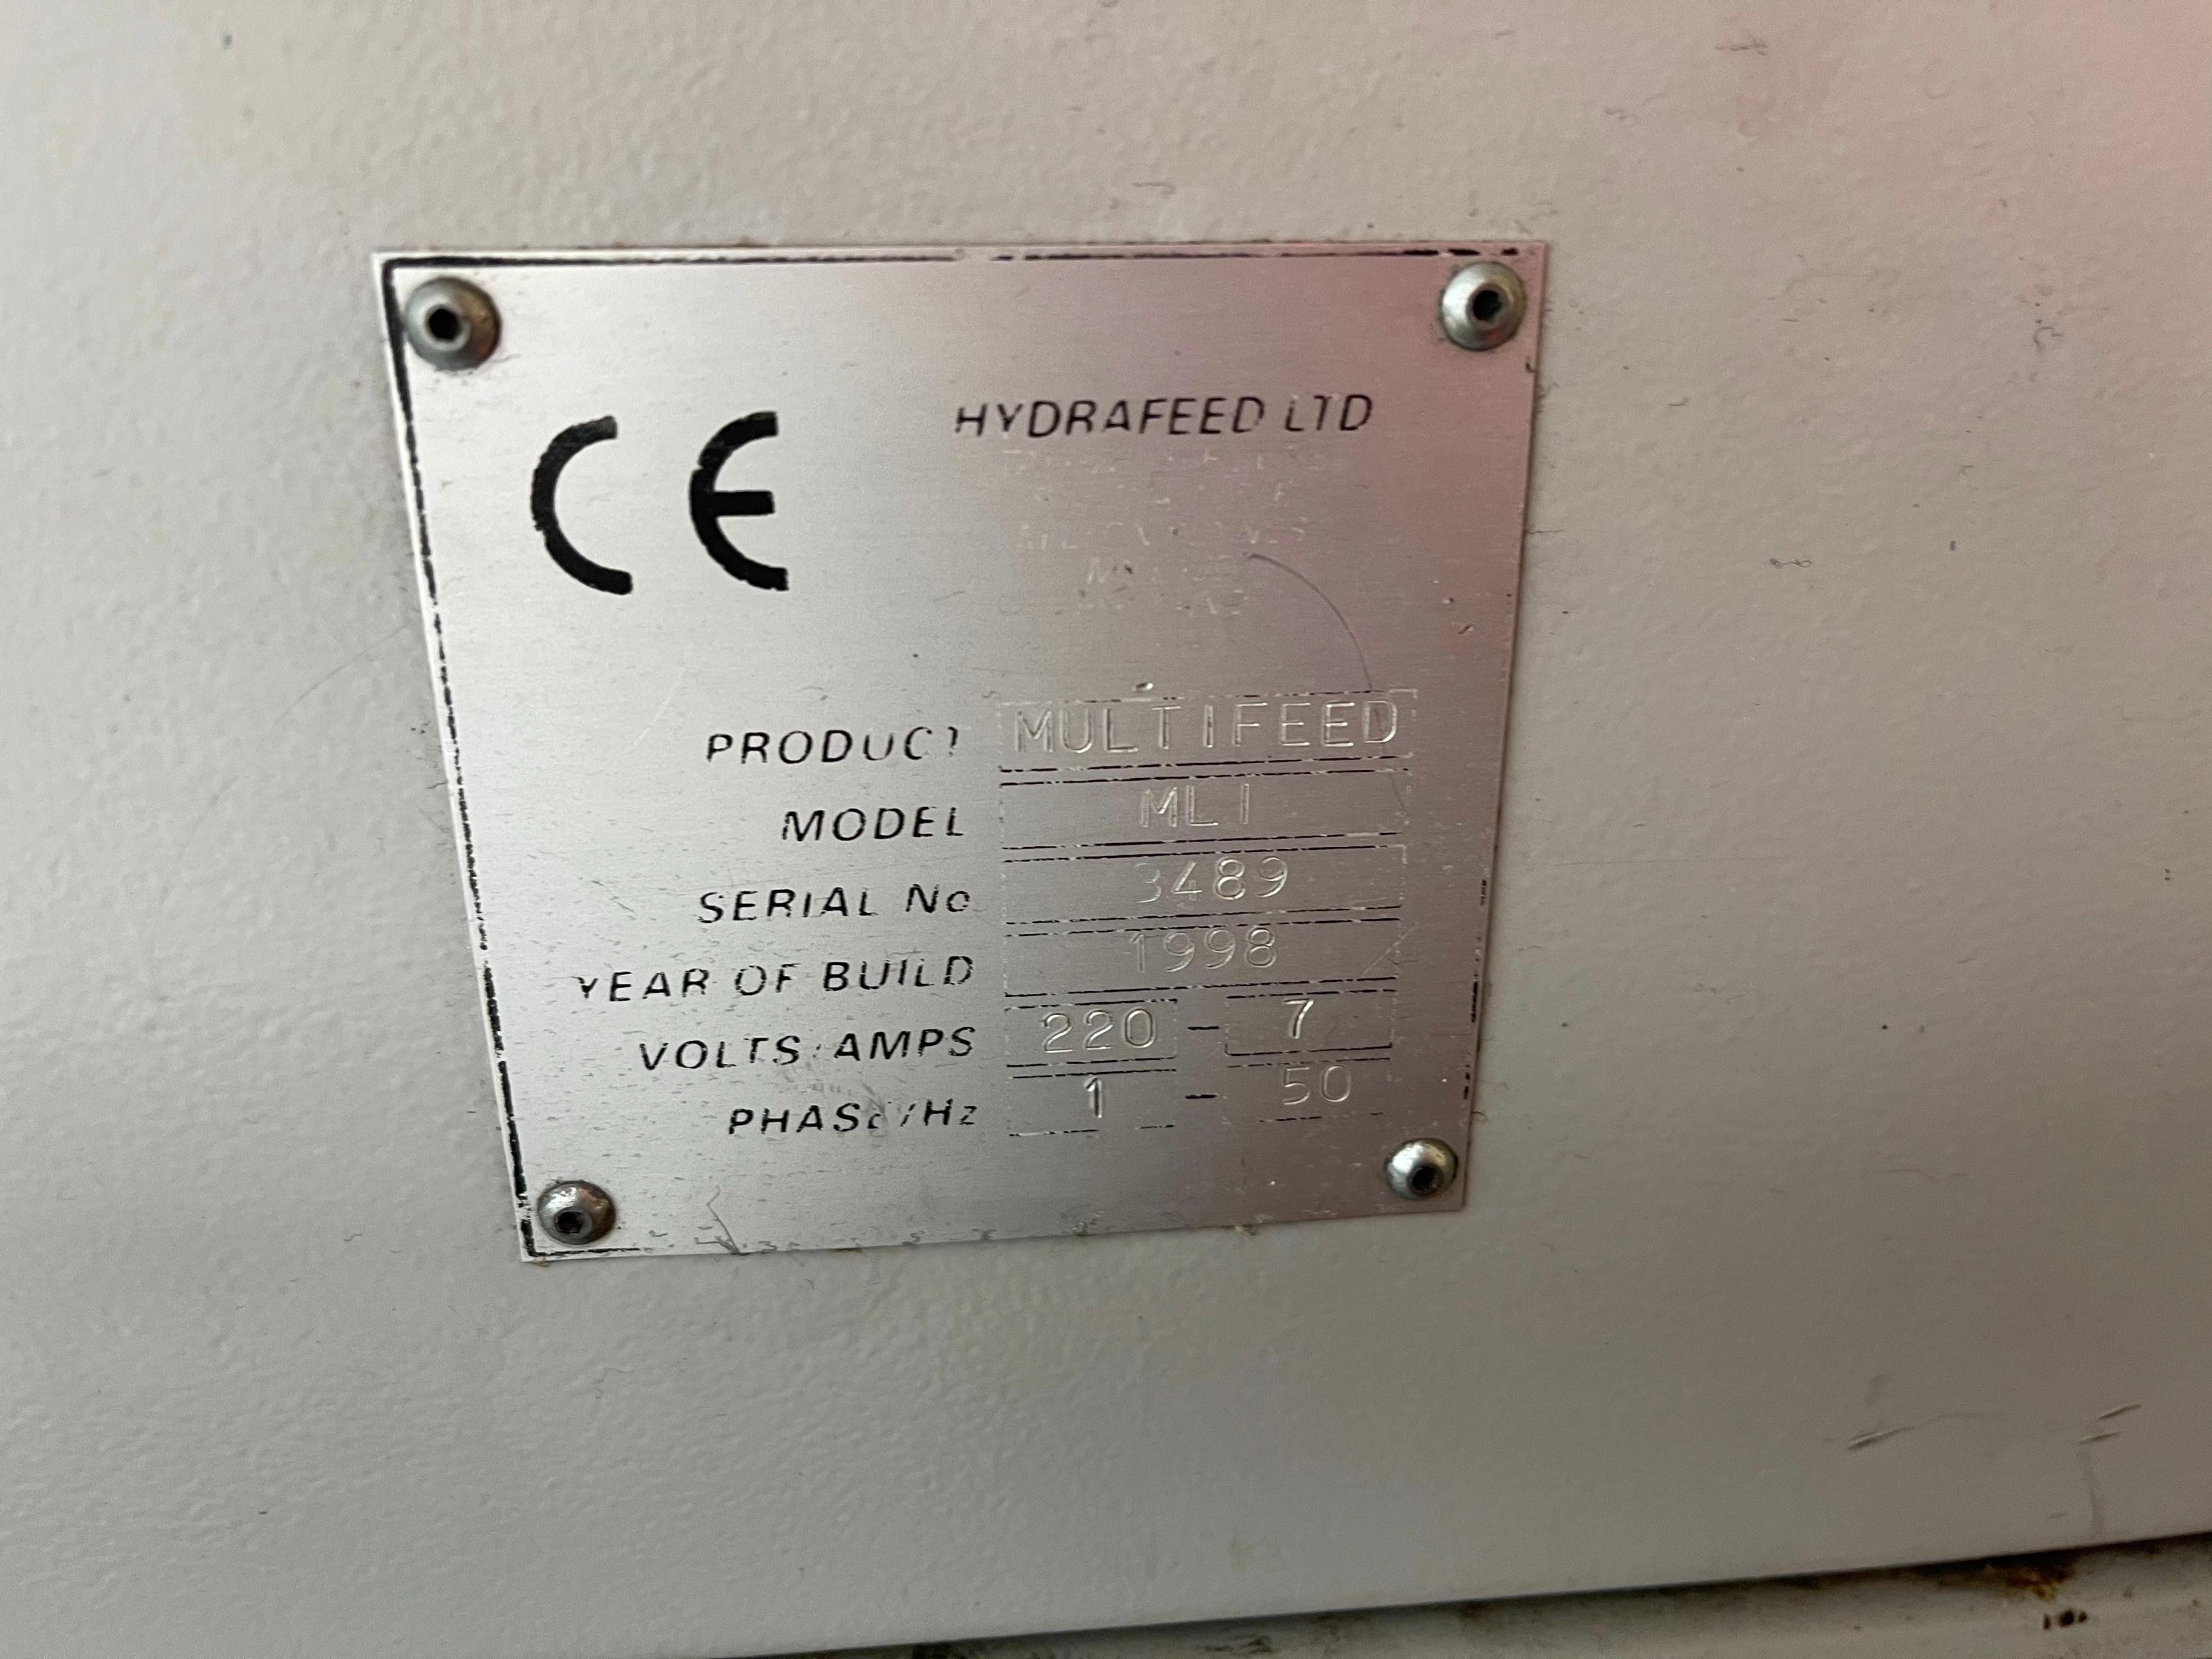 CE
HYDRAFEED LTD
PRODUCT MULTIFEED
MODEL ML1
SERIAL No 3489
YEAR OF BUILD 1998
VOLTS/AMPS 220 - 7
PHASE/Hz 1 - 50